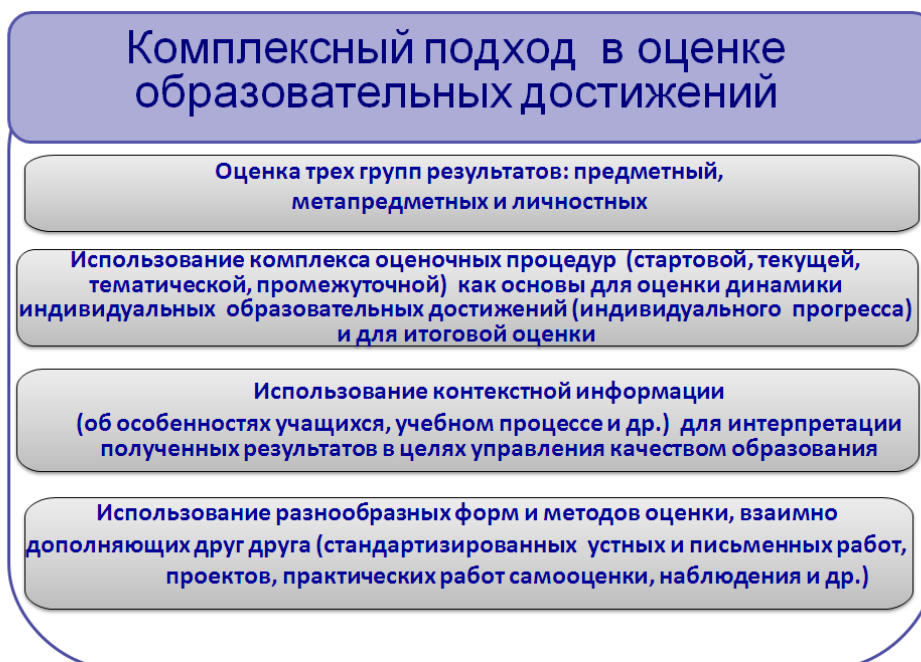 Комплексный подход в оценке
образовательных достижений
Оценка трех групп результатов: предметный,
метапредметных и личностных
Использование комплекса оценочных процедур (стартовой, текущей,
тематической, промежуточной) как основы для оценки динамики
индивидуальных образовательных достижений (индивидуального прогресса)
и для итоговой оценки
Использование контекстной информации
(об особенностях учащихся, учебном процессе и др.) для интерпретации
полученных результатов в целях управления качеством образования
Использование разнообразных форм и методов оценки, взаимно
дополняющих друг друга (стандартизированных устных и письменных работ,
проектов, практических работ самооценки, наблюдения и др.)